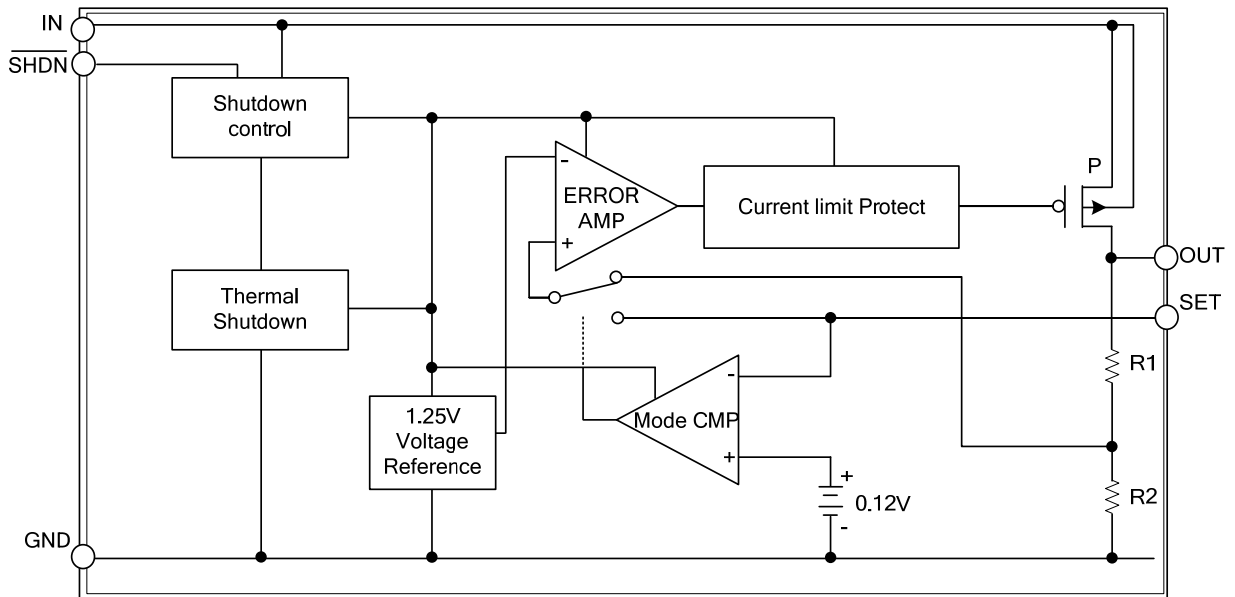 IN
SHDN
Shutdown
control
P
-
ERROR
AMP
+
Current limit Protect
OUT
SET
Thermal
Shutdown
R1
-
Mode CMP
+
1.25V
Voltage
Reference
+
0.12V
-
R2
GND